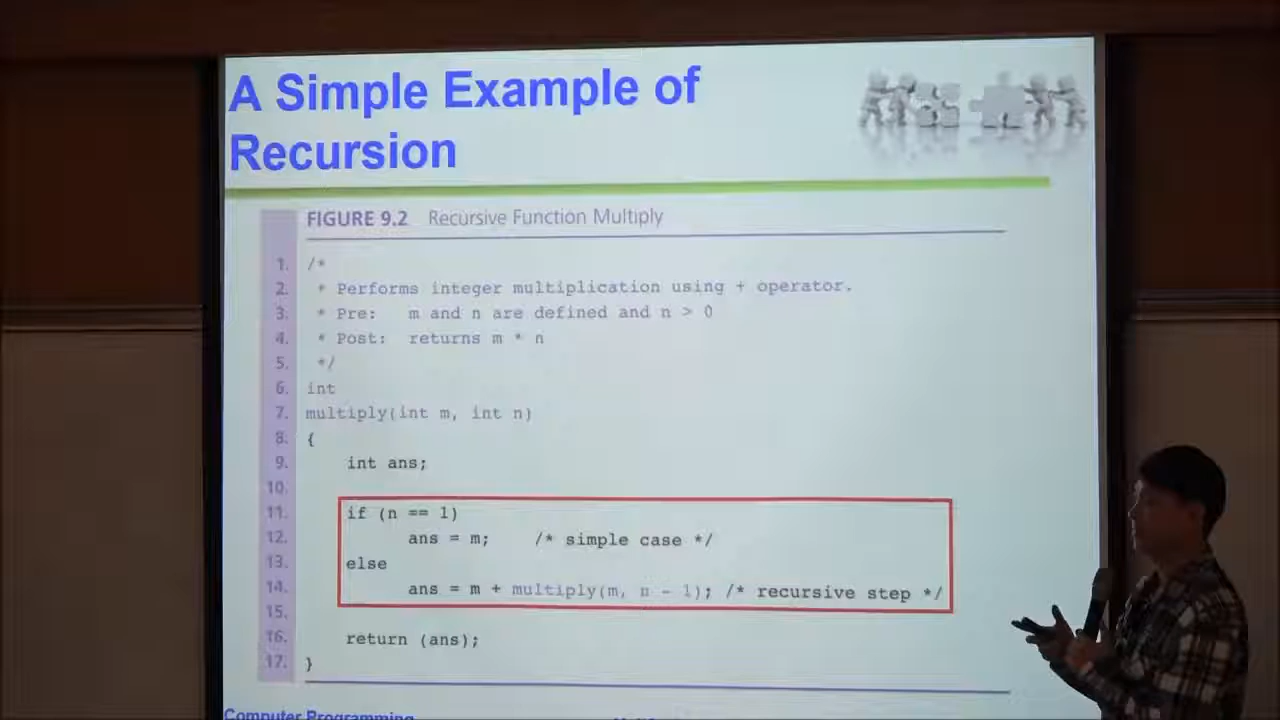 A Simple Example of
Recursion
FIGURE 9.2 Recursive Function Multiply
1. /*
2. * Performs integer multiplication using + operator.
3. * Pre: m and n are defined and n > 0
4. * Post: returns m * n
5. */
6. int
7. multiply(int m, int n)
8. {
9. int ans;
10.
11. if (n == 1)
12. ans = m; /* simple case */
13. else
14. ans = m + multiply(m, n - 1); /* recursive step */
15.
16. return (ans);
17. }
Computer Programming